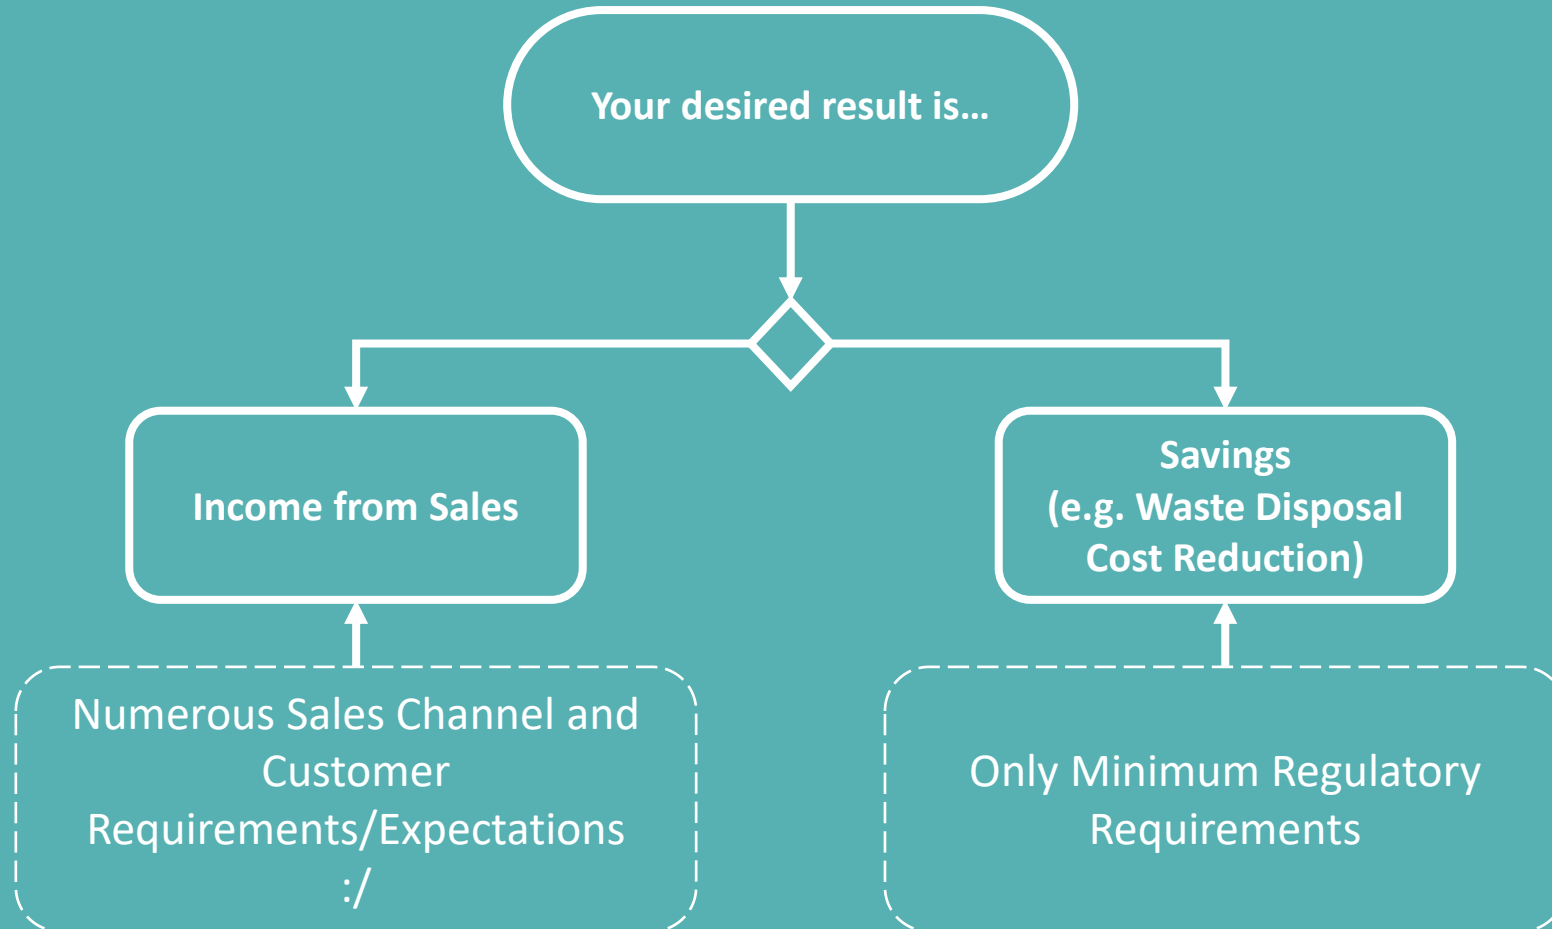 Your desired result is…
Income from Sales
Savings
(e.g. Waste Disposal
Cost Reduction)
Numerous Sales Channel and
Customer
Requirements/Expectations
:/
Only Minimum Regulatory
Requirements